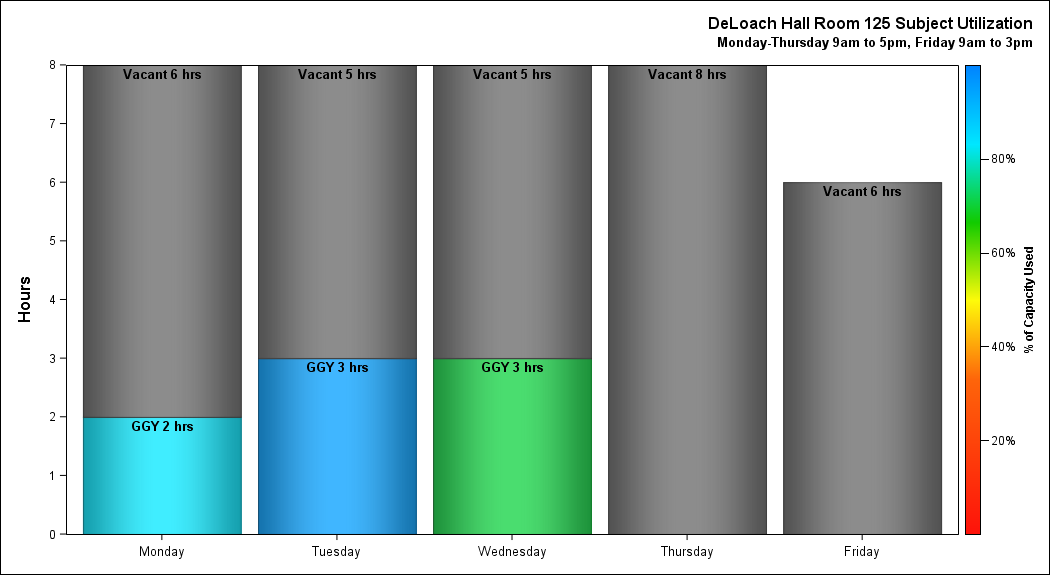 DeLoach Hall Room 125 Subject Utilization
Monday-Thursday 9am to 5pm, Friday 9am to 3pm
8
7
6
5
4
3
2
1
0
Hours
Vacant 6 hrs
GGY 2 hrs
Vacant 5 hrs
GGY 3 hrs
Vacant 5 hrs
GGY 3 hrs
Vacant 8 hrs
Vacant 6 hrs
Monday
Tuesday
Wednesday
Thursday
Friday
80%
60%
40%
20%
% of Capacity Used